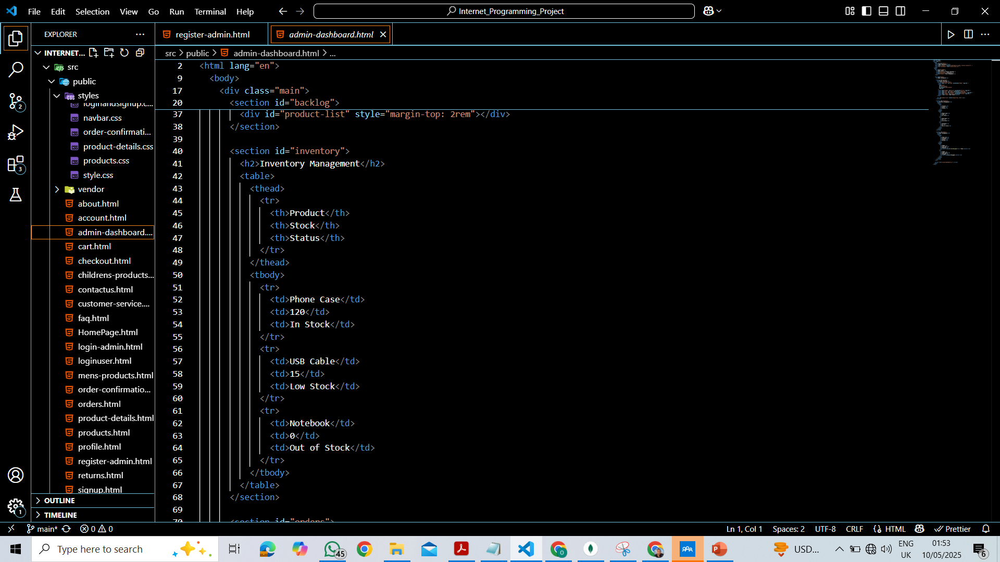 File Edit Selection View Go Run Terminal Help
Internet_Programming_Project
EXPLORER
INTERNET...
src
public
styles
loginandsignup.c...
navbar.css
order-confirmati...
product-details.css
products.css
style.css
vendor
about.html
account.html
admin-dashboard....
cart.html
checkout.html
childrens-products...
contactus.html
customer-service....
faq.html
HomePage.html
login-admin.html
loginuser.html
mens-products.html
order-confirmatio...
orders.html
product-details.html
products.html
profile.html
register-admin.html
returns.html
signup.html
OUTLINE
TIMELINE
2
3
1
register-admin.html
admin-dashboard.html
src > public > admin-dashboard.html > ...
2 <html lang="en">
9 <body>
17 <div class="main">
20 <section id="backlog">
37 <div id="product-list" style="margin-top: 2rem"></div>
38 </section>
39
40 <section id="inventory">
41 <h2>Inventory Management</h2>
42 <table>
43 <thead>
44 <tr>
45 <th>Product</th>
46 <th>Stock</th>
47 <th>Status</th>
48 </tr>
49 </thead>
50 <tbody>
51 <tr>
52 <td>Phone Case</td>
53 <td>120</td>
54 <td>In Stock</td>
55 </tr>
56 <tr>
57 <td>USB Cable</td>
58 <td>15</td>
59 <td>Low Stock</td>
60 </tr>
61 <tr>
62 <td>Notebook</td>
63 <td>0</td>
64 <td>Out of Stock</td>
65 </tr>
66 </tbody>
67 </table>
68 </section>
69
70 <section id="orders">
main* 0 0
Ln 1, Col 1 Spaces: 2 UTF-8 CRLF HTML Prettier
Type here to search
45
USD...
ENG
UK
01:53
10/05/2025
6